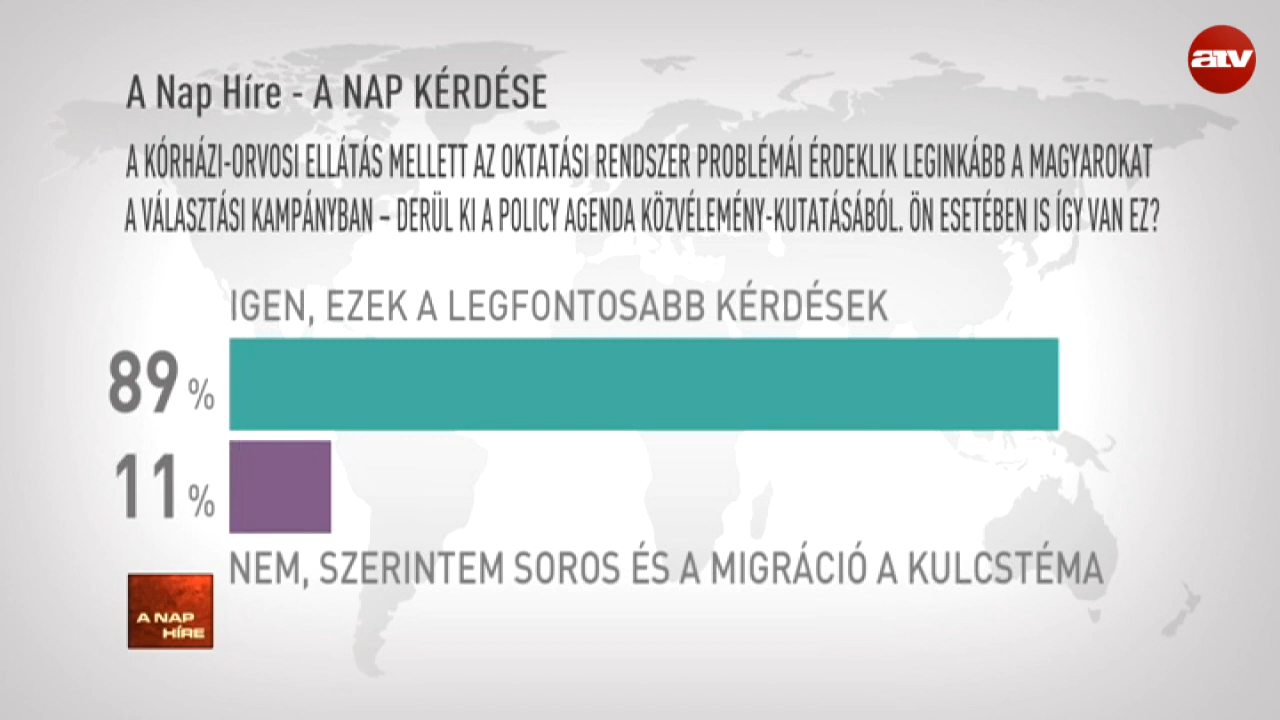 atv
A Nap Híre - A NAP KÉRDÉSE
A KÓRHÁZI-ORVOSI ELLÁTÁS MELLETT AZ OKTATÁSI RENDSZER PROBLÉMÁI ÉRDEKLIK LEGINKÁBB A MAGYAROKAT
A VÁLASZTÁSI KAMPÁNYBAN – DERÜL KI A POLICY AGENDA KÖZVÉLEMÉNY-KUTATÁSÁBÓL. ÖN ESETÉBEN IS ÍGY VAN EZ?
IGEN, EZEK A LEGFONTOSABB KÉRDÉSEK
89 %
11 %
NEM, SZERINTEM SOROS ÉS A MIGRÁCIÓ A KULCSTÉMA
A NAP
HÍRE